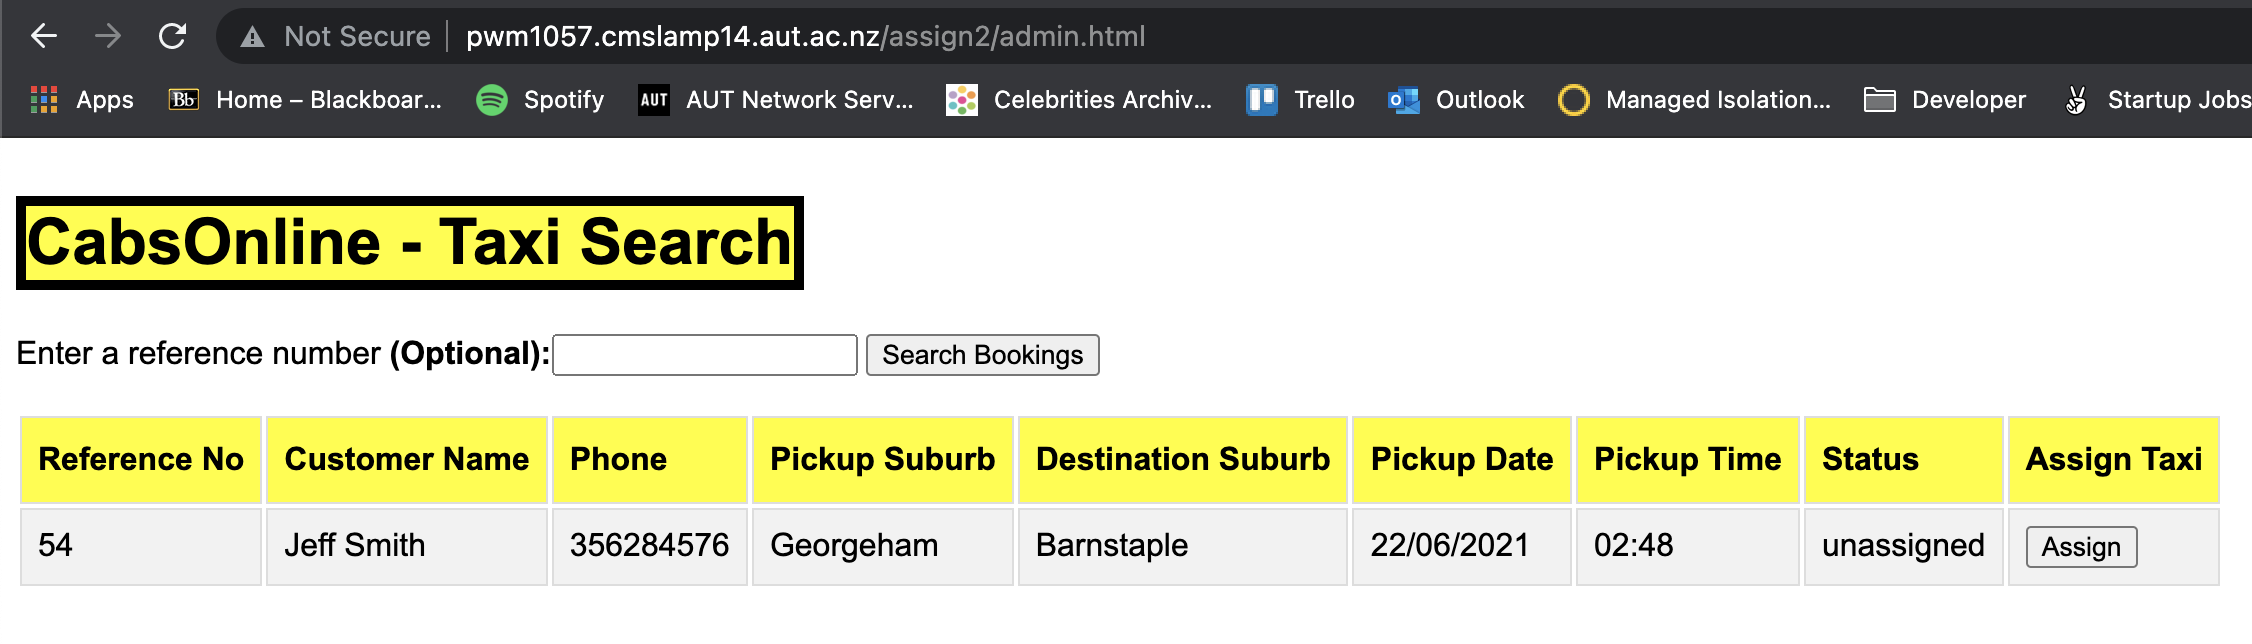 Not Secure pwm1057.cmslamp14.aut.ac.nz/assign2/admin.html
Apps Bb Home – Blackboar... Spotify AUT AUT Network Serv... Celebrities Archiv... Trello o Outlook Managed Isolation... Developer Startup Jobs
CabsOnline - Taxi Search
Enter a reference number (Optional): Search Bookings
Reference No Customer Name Phone Pickup Suburb Destination Suburb Pickup Date Pickup Time Status Assign Taxi
54 Jeff Smith 356284576 Georgeham Barnstaple 22/06/2021 02:48 unassigned Assign